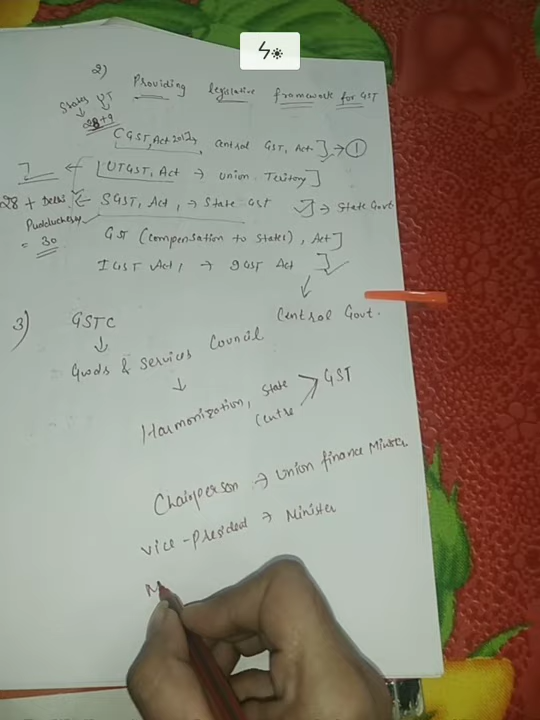 2) Providing legislative framework for GST
States UT
28+9
CGST, Act 2017, Central GST, Act ] → 1
7 ← [UTGST, Act → Union Territory]
28 + Delhi ← SGST, Act, → State GST ] → State Govt.
Puducherry
= 30
GST (Compensation to States), Act]
IGST Act, → IGST Act ]
Central Govt.
3) GSTC
Goods & Services Council
Harmonization, State
Centre
GST
Chairperson → Union finance Minister
Vice-President → Minister
M